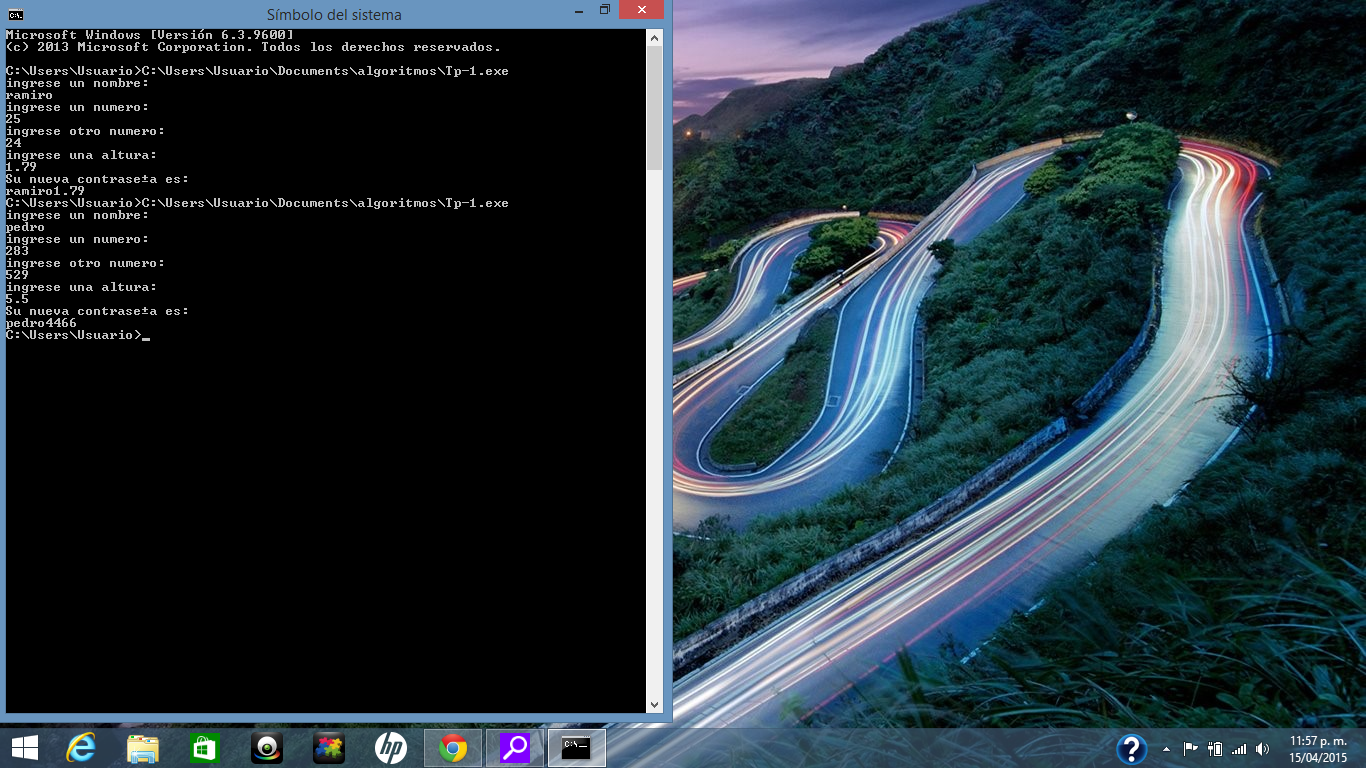 Símbolo del sistema
Microsoft Windows [Versión 6.3.9600]
(c) 2013 Microsoft Corporation. Todos los derechos reservados.
C:\Users\Usuario>C:\Users\Usuario\Documents\algoritmos\Tp-1.exe
ingrese un nombre:
ramiro
ingrese un numero:
25
ingrese otro numero:
24
ingrese una altura:
1.79
Su nueva contrase±a es:
ramiro1.79
C:\Users\Usuario>C:\Users\Usuario\Documents\algoritmos\Tp-1.exe
ingrese un nombre:
pedro
ingrese un numero:
283
ingrese otro numero:
529
ingrese una altura:
5.5
Su nueva contrase±a es:
pedro4466
C:\Users\Usuario>
hp
11:57 p. m.
15/04/2015